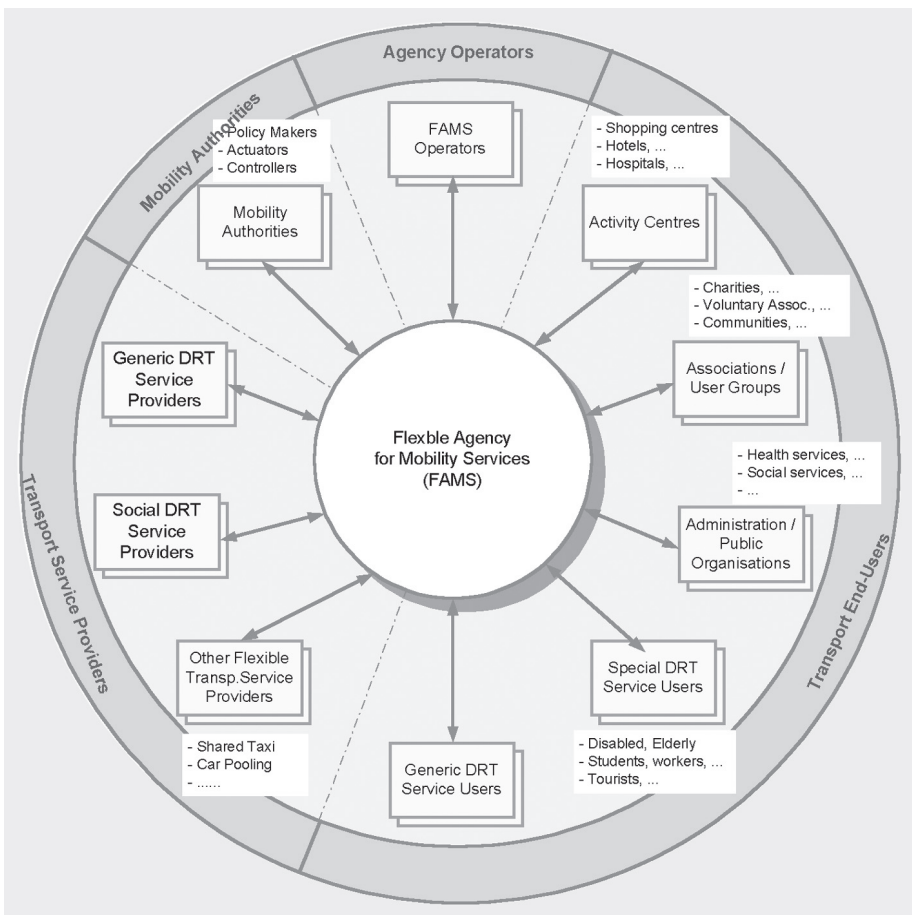 Agency Operators
Mobility Authorities
- Policy Makers
- Actuators
- Controllers
Mobility
Authorities
FAMS
Operators
- Shopping centres
- Hotels, ...
- Hospitals, ...
Activity Centres
- Charities, ...
- Voluntary Assoc., ...
- Communities, ...
Associations /
User Groups
Generic DRT
Service
Providers
Flexble Agency
for Mobility Services
(FAMS)
- Health services, ...
- Social services, ...
- ...
Administration /
Public
Organisations
Social DRT
Service
Providers
Transport Service Providers
Transport End-Users
Other Flexible
Transp.Service
Providers
- Shared Taxi
- Car Pooling
- ......
Special DRT
Service Users
- Disabled, Elderly
- Students, workers, ...
- Tourists, ...
Generic DRT
Service Users